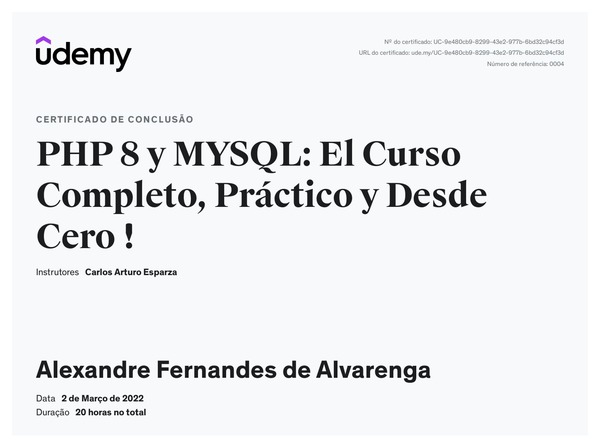 udemy
Nº do certificado: UC-9e480cb9-8299-43e2-977b-6bd32c94cf3d
URL do certificado: ude.my/UC-9e480cb9-8299-43e2-977b-6bd32c94cf3d
Número de referência: 0004
CERTIFICADO DE CONCLUSÃO
PHP 8 y MYSQL: El Curso
Completo, Práctico y Desde
Cero !
Instrutores Carlos Arturo Esparza
Alexandre Fernandes de Alvarenga
Data 2 de Março de 2022
Duração 20 horas no total